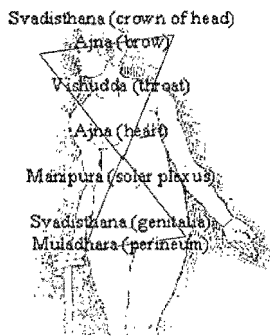 Svadisthana (crown of head)
Ajna (brow)
Vishudda (throat)
Ajna (heart)
Manipura (solar plexus)
Svadisthana (genitalia)
Muladhara (perineum)